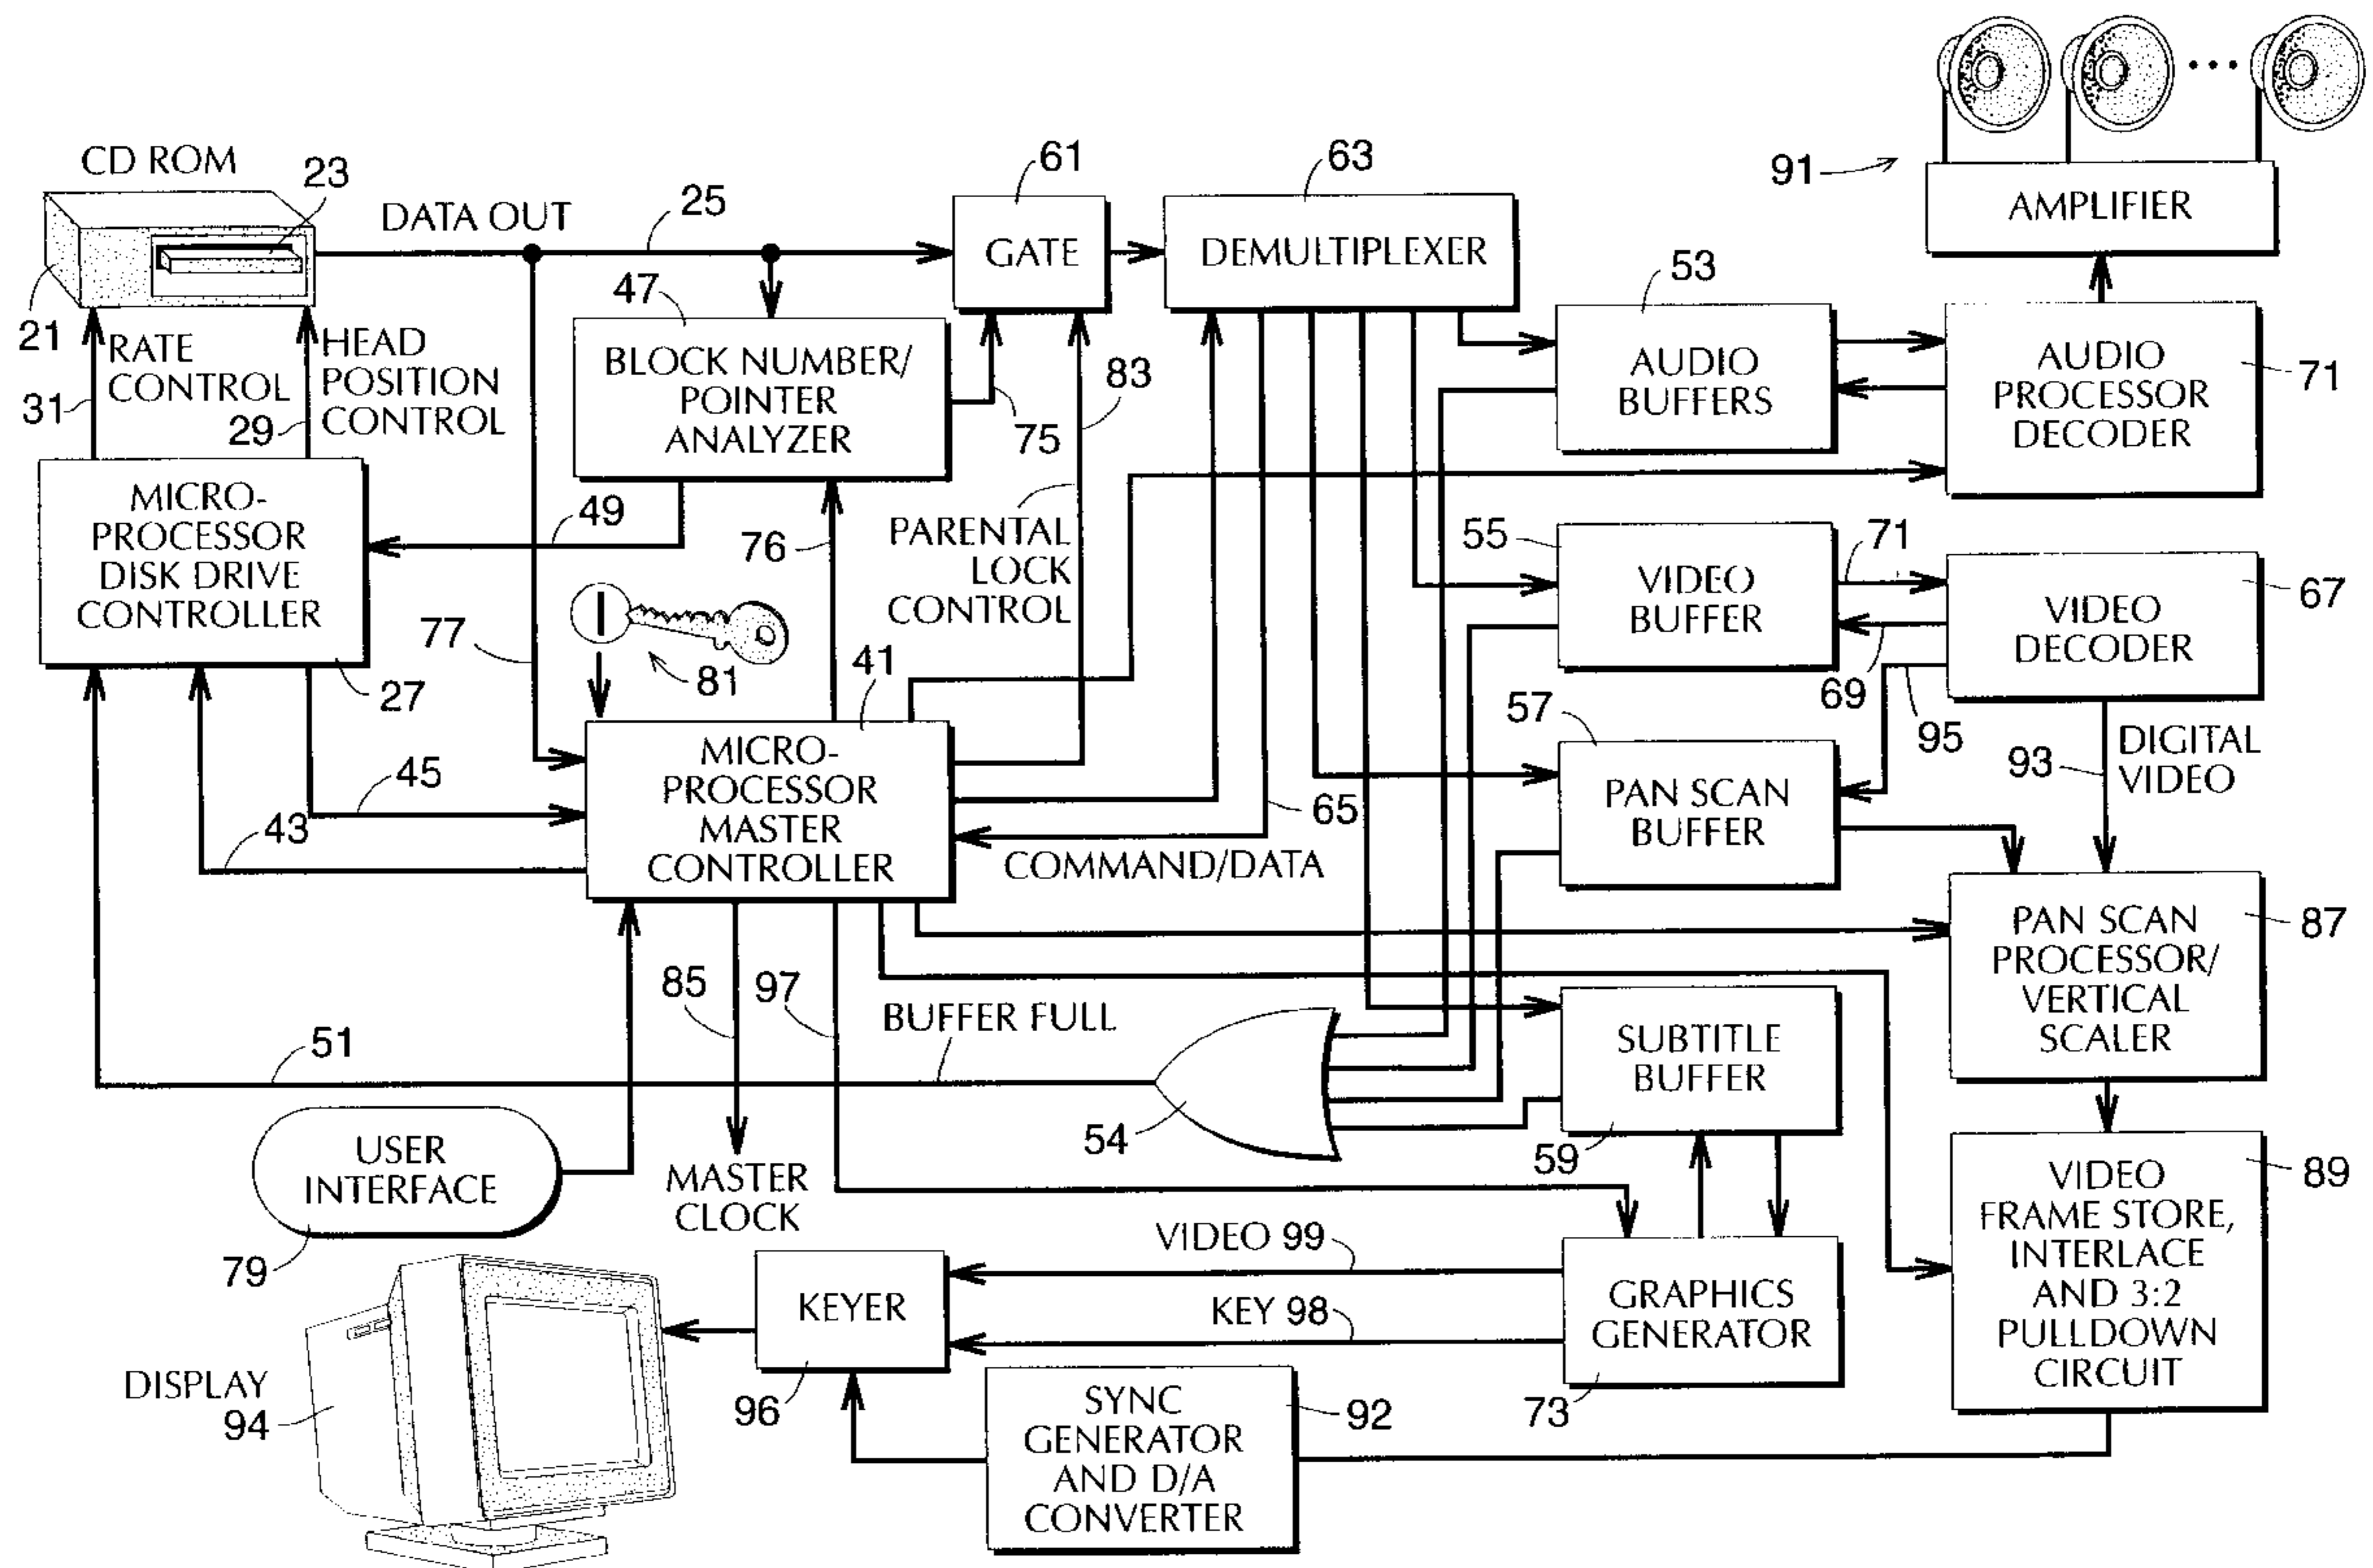 CD ROM
23
21
DATA OUT
25
61
GATE
63
DEMULTIPLEXER
91
AMPLIFIER
RATE
CONTROL
31
HEAD
POSITION
CONTROL
29
47
BLOCK NUMBER/
POINTER
ANALYZER
75
83
53
AUDIO
BUFFERS
AUDIO
PROCESSOR
DECODER
71
MICRO-
PROCESSOR
DISK DRIVE
CONTROLLER
27
49
76
77
81
PARENTAL
LOCK
CONTROL
55
VIDEO
BUFFER
71
69
VIDEO
DECODER
67
95
93
DIGITAL
VIDEO
41
MICRO-
PROCESSOR
MASTER
CONTROLLER
45
43
65
COMMAND/DATA
57
PAN SCAN
BUFFER
PAN SCAN
PROCESSOR/
VERTICAL
SCALER
87
85
97
BUFFER FULL
51
54
SUBTITLE
BUFFER
59
USER
INTERFACE
79
MASTER
CLOCK
VIDEO
FRAME STORE,
INTERLACE
AND 3:2
PULLDOWN
CIRCUIT
89
VIDEO 99
KEY 98
KEYER
96
GRAPHICS
GENERATOR
73
DISPLAY
94
SYNC
GENERATOR
AND D/A
CONVERTER
92